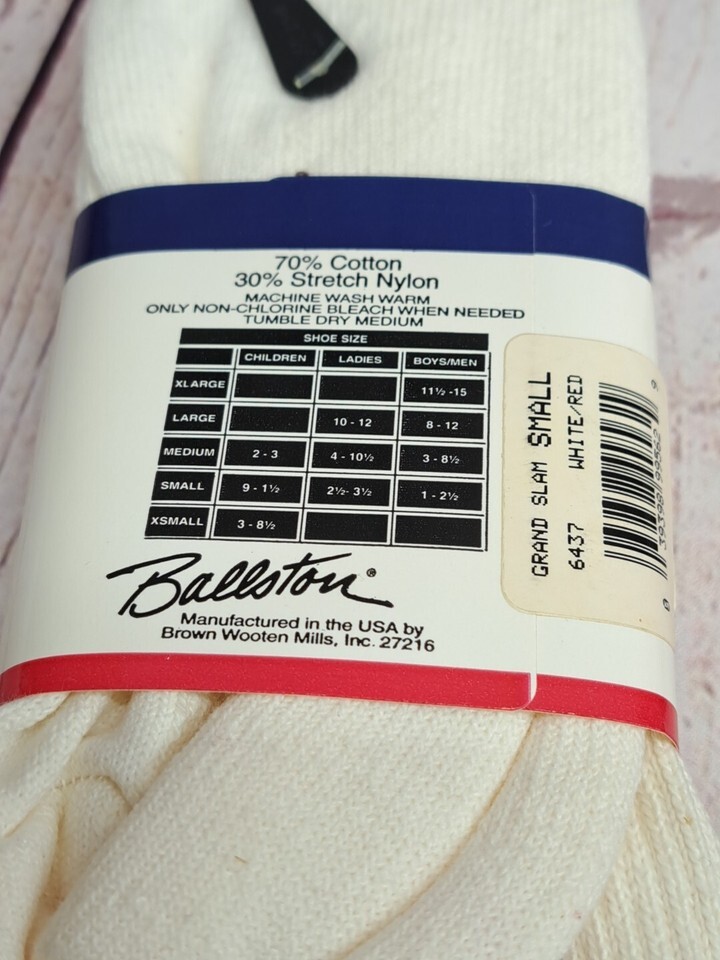 70% Cotton
30% Stretch Nylon
MACHINE WASH WARM
ONLY NON-CHLORINE BLEACH WHEN NEEDED
TUMBLE DRY MEDIUM
SHOE SIZE
CHILDREN LADIES BOYS/MEN
XLARGE 11½ -15
LARGE 10 - 12 8 - 12
MEDIUM 2 - 3 4 - 10½ 3 - 8½
SMALL 9 - 1½ 2½- 3½ 1 - 2½
XSMALL 3 - 8½
Ballston®
Manufactured in the USA by
Brown Wooten Mills, Inc. 27216
GRAND SLAM SMALL
6437 WHITE/RED